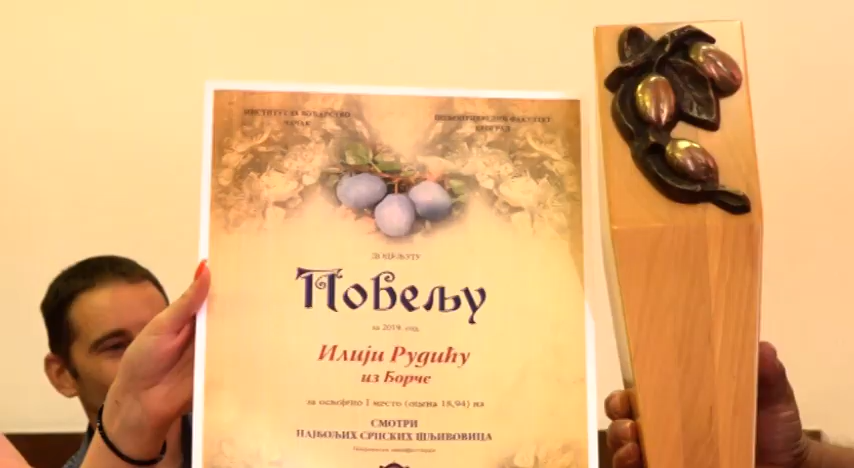 ИНСТИТУТ ЗА ВОЋАРСТВО
ЧАЧАК
ПОЉОПРИВРЕДНИ ФАКУЛТЕТ
БЕОГРАД
ДОДЕЉУЈУ
Повељу
за 2019. год.
Илији Рудићу
из Борче
за освојено I место (оцена 18,94) на
СМОТРИ
НАЈБОЉИХ СРПСКИХ ШЉИВОВИЦА